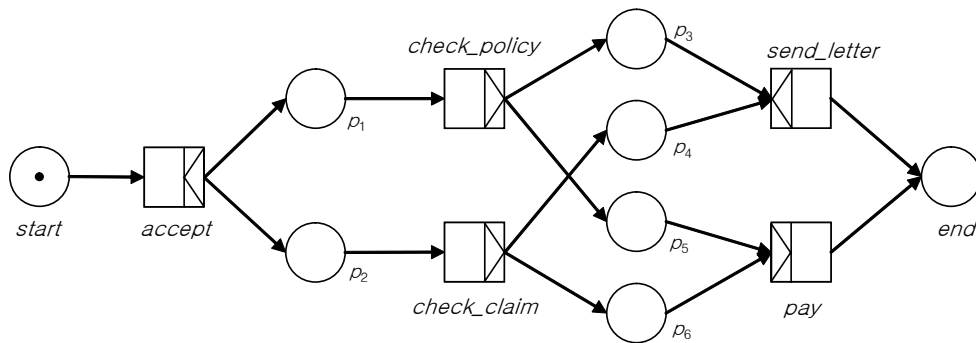 check_policy
p3
send_letter
p1
p4
start
accept
end
p2
p5
check_claim
pay
p6